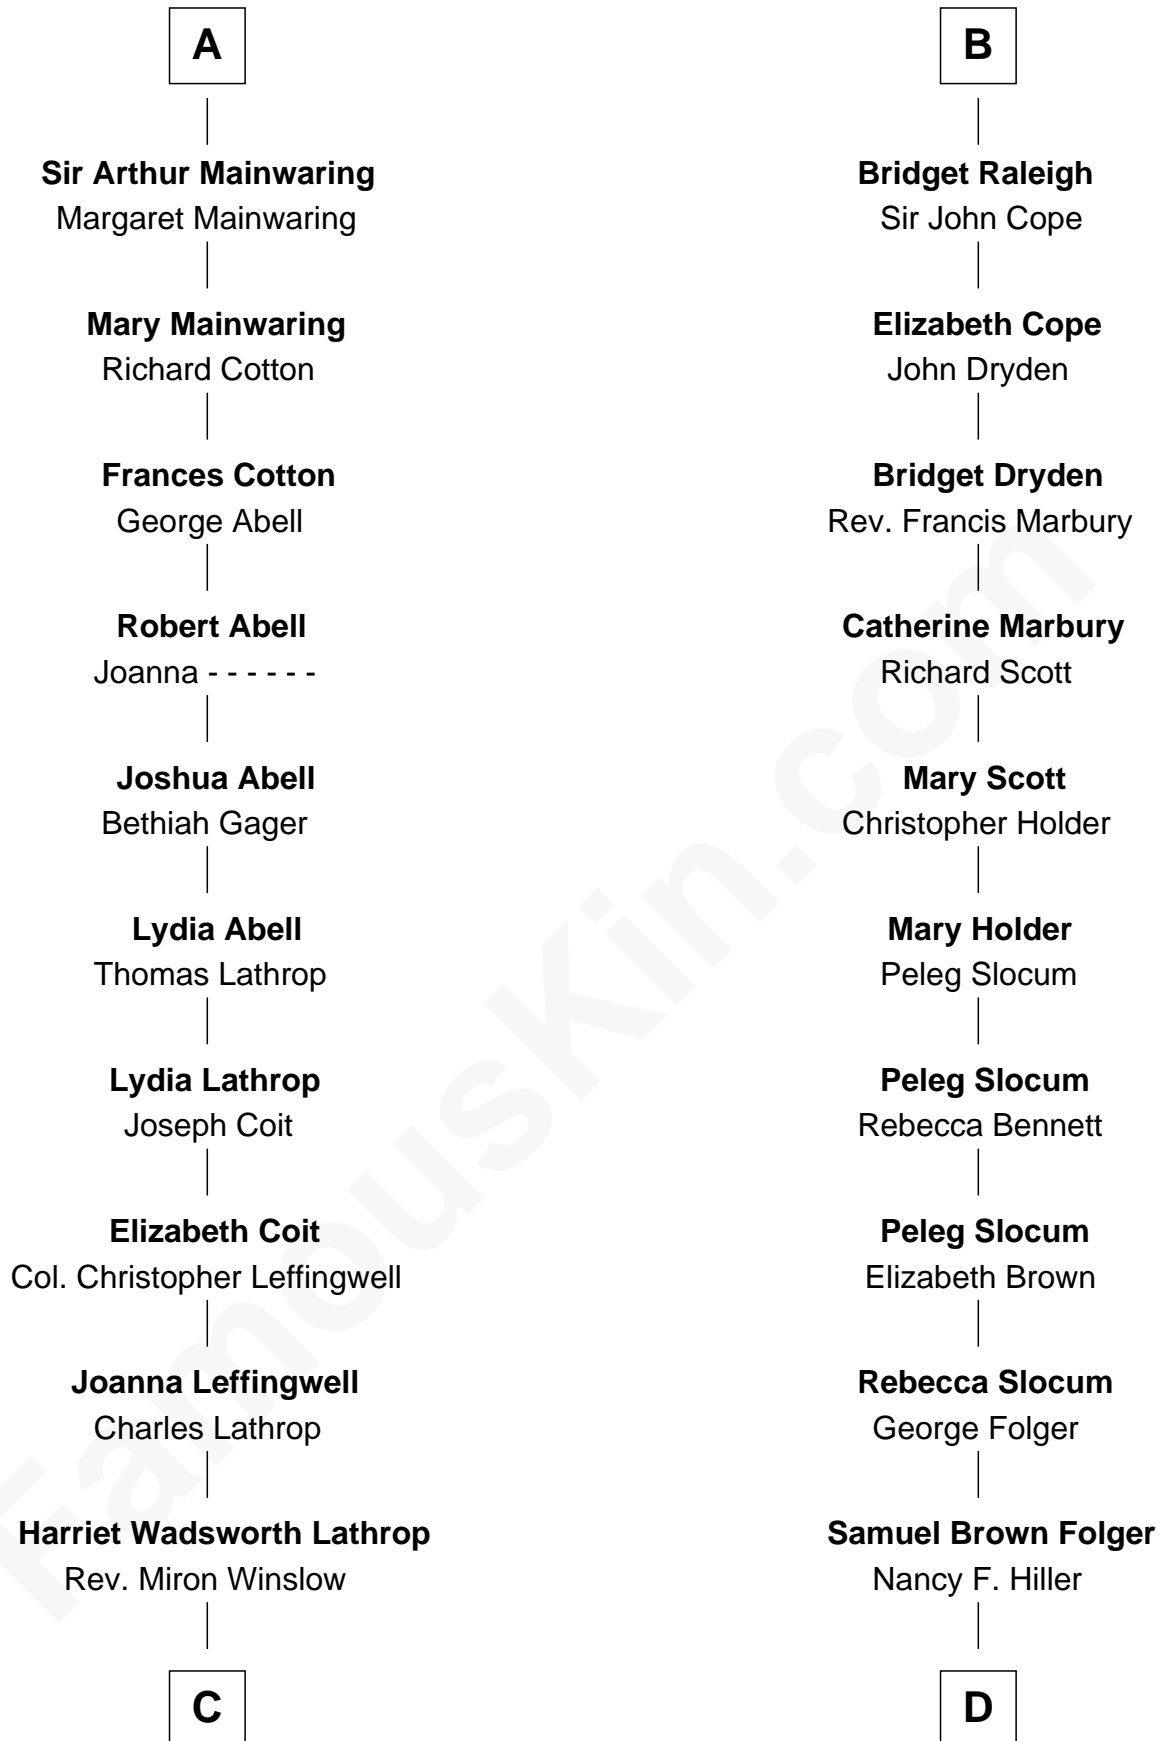 A
Sir Arthur Mainwaring
Margaret Mainwaring
Mary Mainwaring
Richard Cotton
Frances Cotton
George Abell
Robert Abell
Joanna - - - - - -
Joshua Abell
Bethiah Gager
Lydia Abell
Thomas Lathrop
Lydia Lathrop
Joseph Coit
Elizabeth Coit
Col. Christopher Leffingwell
Joanna Leffingwell
Charles Lathrop
Harriet Wadsworth Lathrop
Rev. Miron Winslow
C
B
Bridget Raleigh
Sir John Cope
Elizabeth Cope
John Dryden
Bridget Dryden
Rev. Francis Marbury
Catherine Marbury
Richard Scott
Mary Scott
Christopher Holder
Mary Holder
Peleg Slocum
Peleg Slocum
Rebecca Bennett
Peleg Slocum
Elizabeth Brown
Rebecca Slocum
George Folger
Samuel Brown Folger
Nancy F. Hiller
D
FamousKin.com